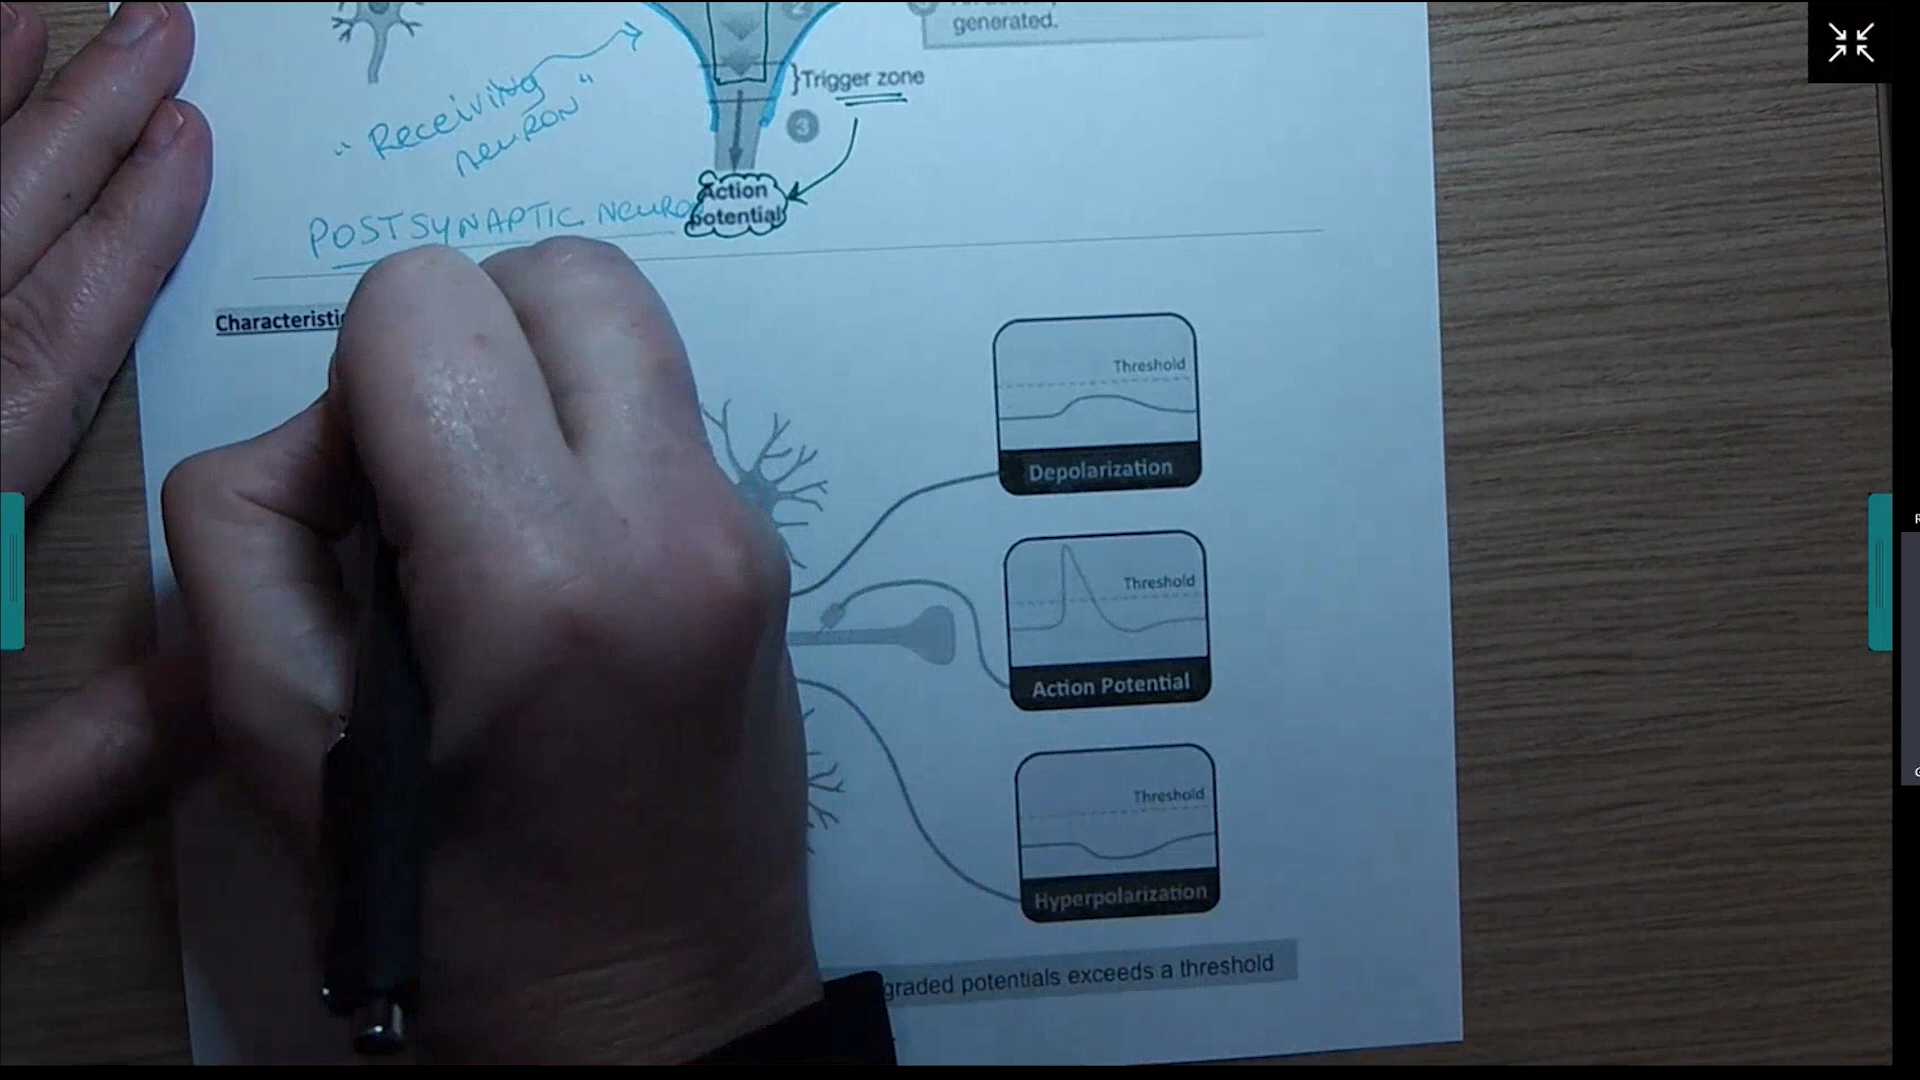 generated.
}Trigger zone
3
"Receiving
neuron"
Action
potential
POSTSYNAPTIC NEURO
Characteristi
Threshold
Depolarization
Threshold
Action Potential
Threshold
Hyperpolarization
graded potentials exceeds a threshold